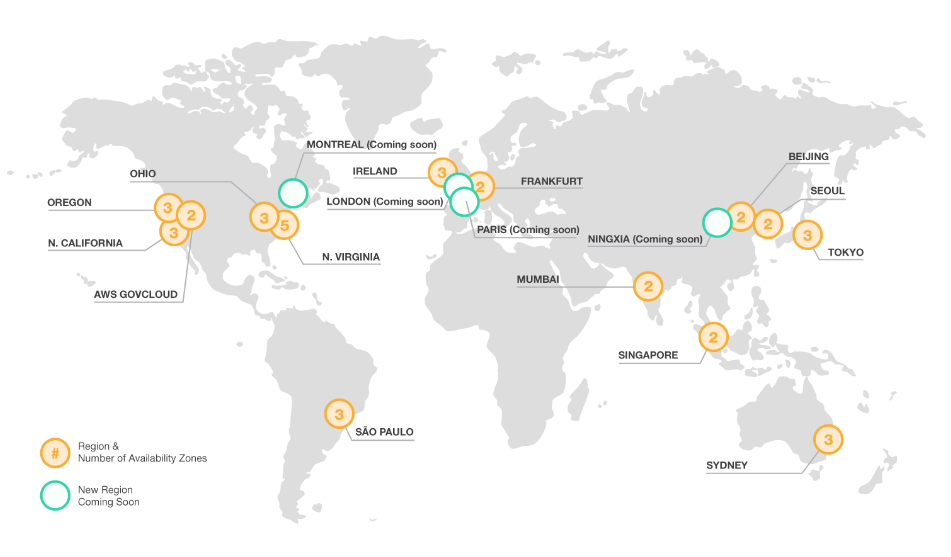 MONTREAL (Coming soon)
BEIJING
OHIO
IRELAND
3
FRANKFURT
2
SEOUL
OREGON
3
2
LONDON (Coming soon)
3
5
PARIS (Coming soon)
2
2
NINGXIA (Coming soon)
3
N. CALIFORNIA
3
N. VIRGINIA
TOKYO
MUMBAI
2
AWS GOVCLOUD
2
SINGAPORE
3
SÃO PAULO
3
SYDNEY
#
Region &
Number of Availability Zones
New Region
Coming Soon